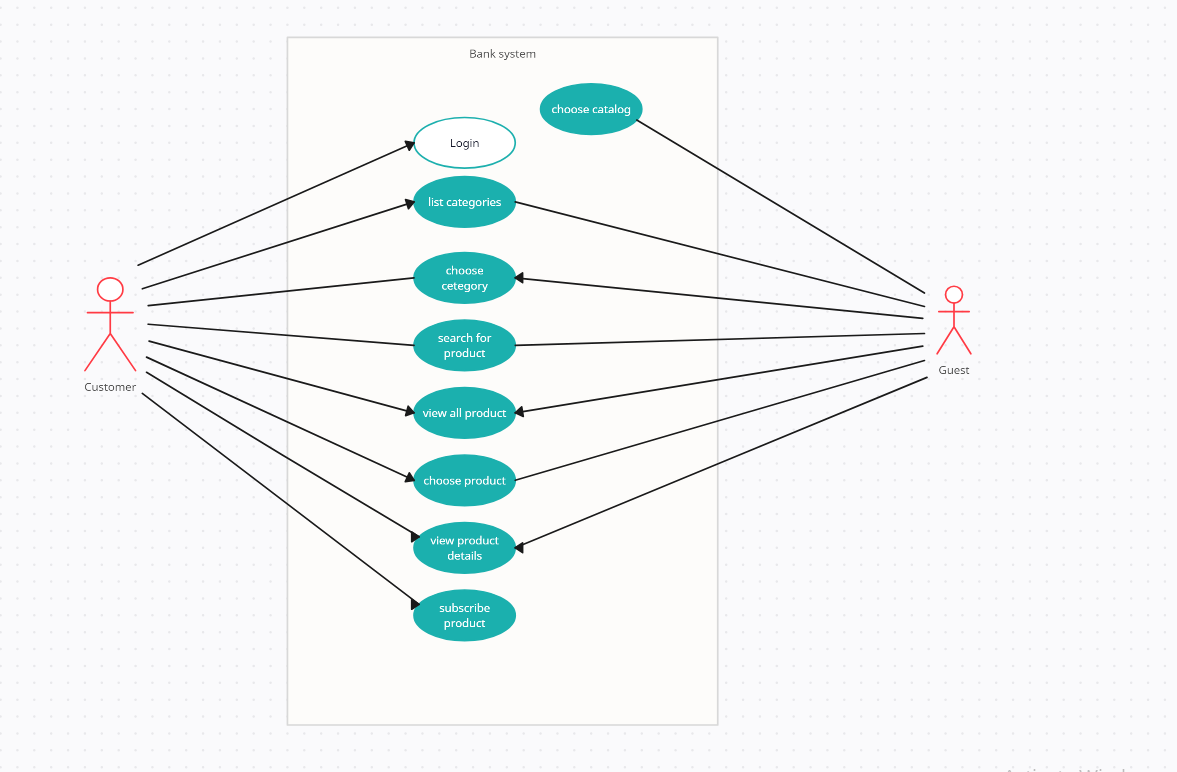 Bank system
choose catalog
Login
list categories
choose
cetegory
search for
product
view all product
choose product
view product
details
subscribe
product
Customer
Guest